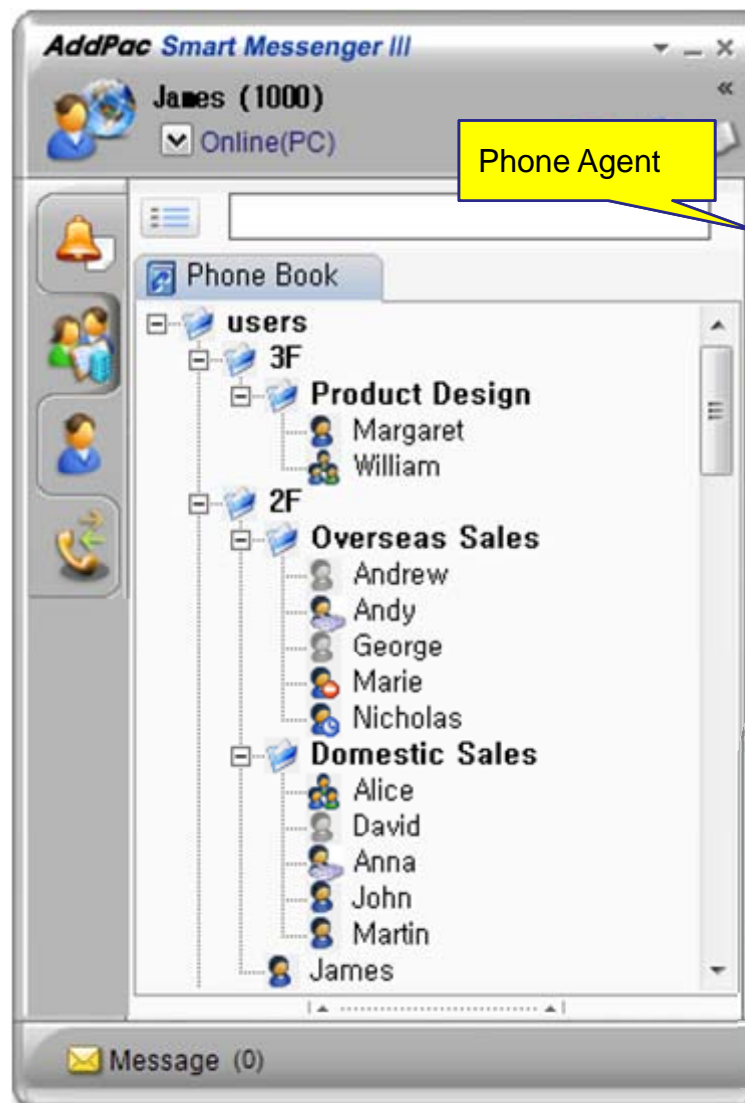 AddPac Smart Messenger III
James (1000)
Online(PC)
Phone Agent
Phone Book
users
3F
Product Design
Margaret
William
2F
Overseas Sales
Andrew
Andy
George
Marie
Nicholas
Domestic Sales
Alice
David
Anna
John
Martin
James
Message (0)